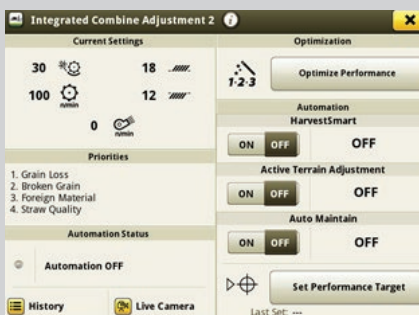 Integrated Combine Adjustment 2
Current Settings
30
18
100
n/min
12
0
n/min
Priorities
1. Grain Loss
2. Broken Grain
3. Foreign Material
4. Straw Quality
Automation Status
Automation OFF
History
Live Camera
Optimization
1·2·3
Optimize Performance
Automation
HarvestSmart
ON OFF OFF
Active Terrain Adjustment
ON OFF OFF
Auto Maintain
ON OFF OFF
Set Performance Target
Last Set: ---